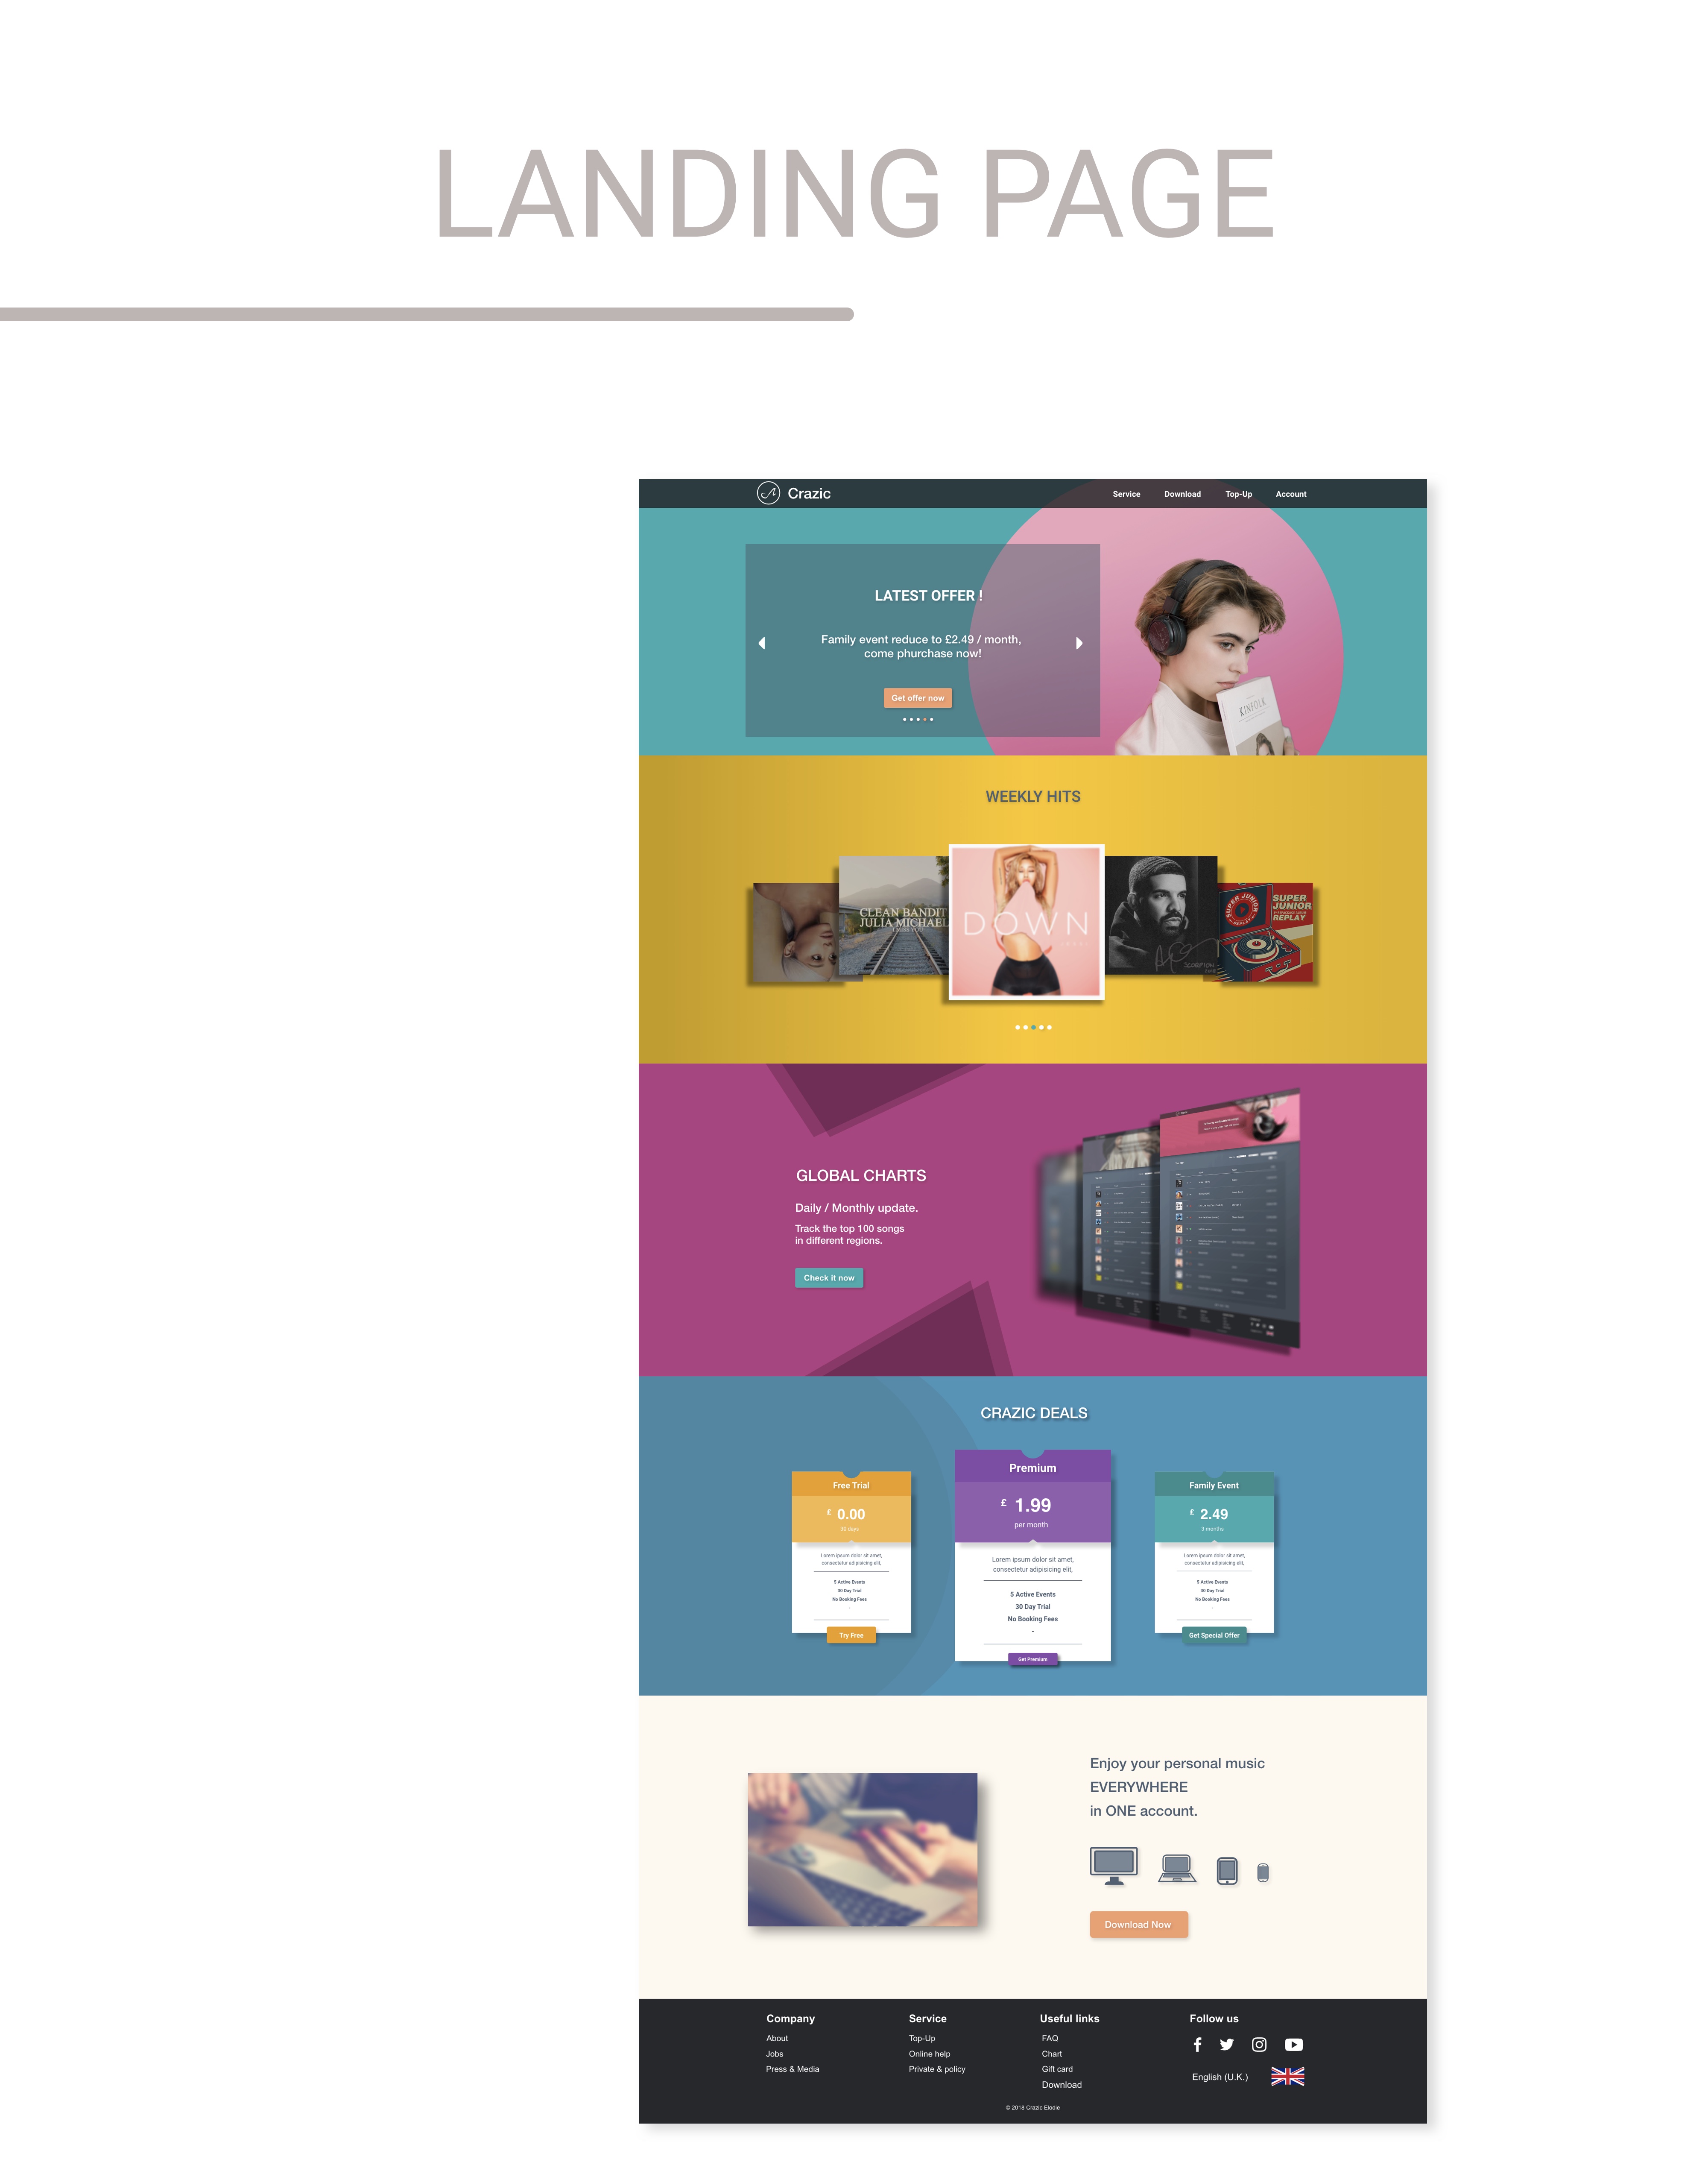 LANDING PAGE
Crazic
Service Download Top-Up Account
LATEST OFFER !
Family event reduce to £2.49 / month,
come phurchase now!
Get offer now
KINFOLK
WEEKLY HITS
CLEAN BANDIT
JULIA MICHAEL
I MISS YOU
DOWN
SCORPION
SUPER JUNIOR
REPLAY
SUPER
JUNIOR
REPLAY
GLOBAL CHARTS
Daily / Monthly update.
Track the top 100 songs
in different regions.
Check it now
CRAZIC DEALS
Free Trial
£ 0.00
30 days
Lorem ipsum dolor sit amet,
consectetur adipisicing elit,
5 Active Events
30 Day Trial
No Booking Fees
-
Try Free
Premium
£ 1.99
per month
Lorem ipsum dolor sit amet,
consectetur adipisicing elit,
5 Active Events
30 Day Trial
No Booking Fees
-
Get Premium
Family Event
£ 2.49
3 months
Lorem ipsum dolor sit amet,
consectetur adipisicing elit,
5 Active Events
30 Day Trial
No Booking Fees
-
Get Special Offer
Enjoy your personal music
EVERYWHERE
in ONE account.
Download Now
Company
About
Jobs
Press & Media
Service
Top-Up
Online help
Private & policy
Useful links
FAQ
Chart
Gift card
Download
Follow us
English (U.K.)
© 2018 Crazic Elodie